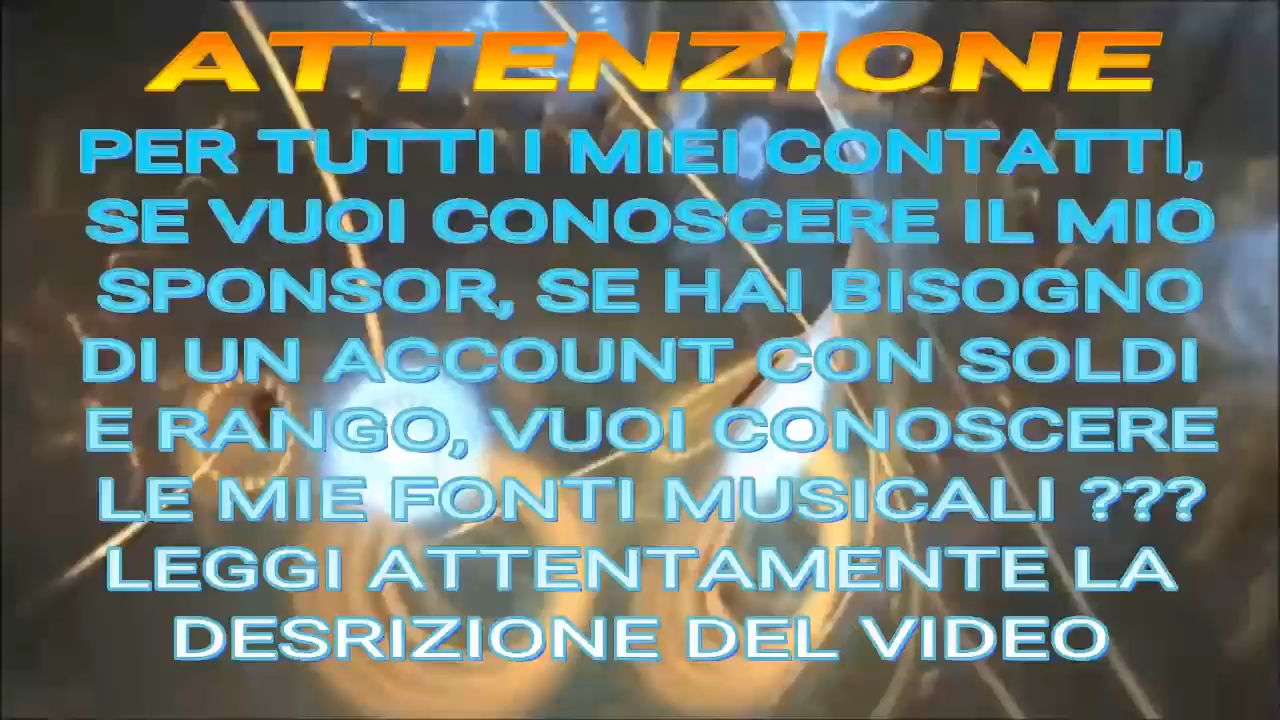 ATTENZIONE
PER TUTTI I MIEI CONTATTI,
SE VUOI CONOSCERE IL MIO
SPONSOR, SE HAI BISOGNO
DI UN ACCOUNT CON SOLDI
E RANGO, VUOI CONOSCERE
LE MIE FONTI MUSICALI ???
LEGGI ATTENTAMENTE LA
DESRIZIONE DEL VIDEO